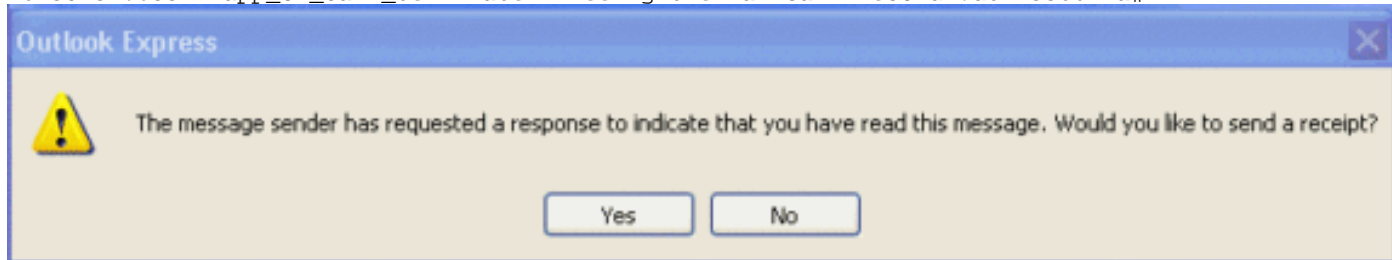 Outlook Express
The message sender has requested a response to indicate that you have read this message. Would you like to send a receipt?
Yes
No